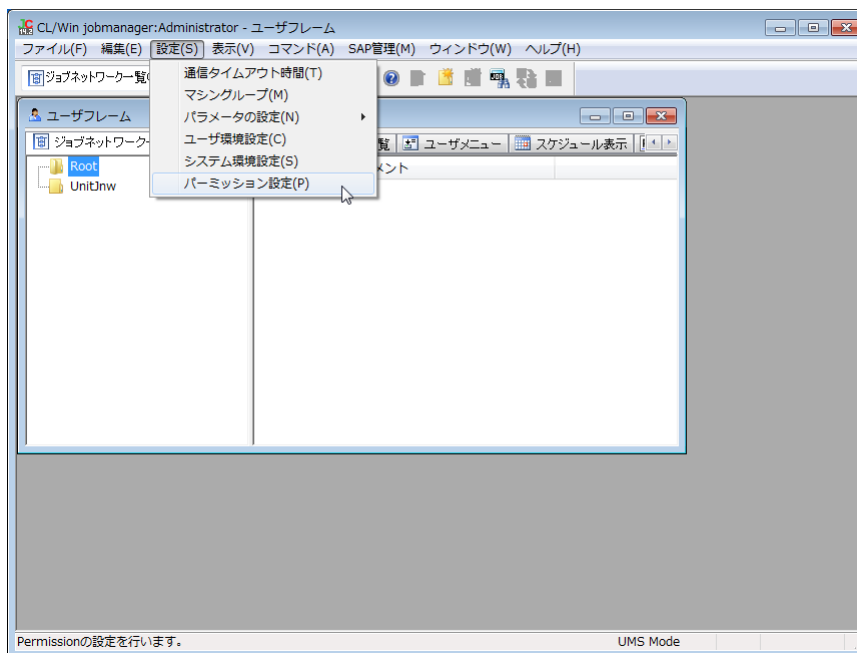 CL/Win jobmanager:Administrator - ユーザフレーム
ファイル(F) 編集(E) 設定(S) 表示(V) コマンド(A) SAP管理(M) ウィンドウ(W) ヘルプ(H)
ジョブネットワーク一覧
通信タイムアウト時間(T)
マシングループ(M)
パラメータの設定(N)
ユーザ環境設定(C)
システム環境設定(S)
パーミッション設定(P)
ユーザフレーム
ジョブネットワーク 覧 ユーザメニュー スケジュール表示
Root
UnitJnw
メント
Permissionの設定を行います。 UMS Mode